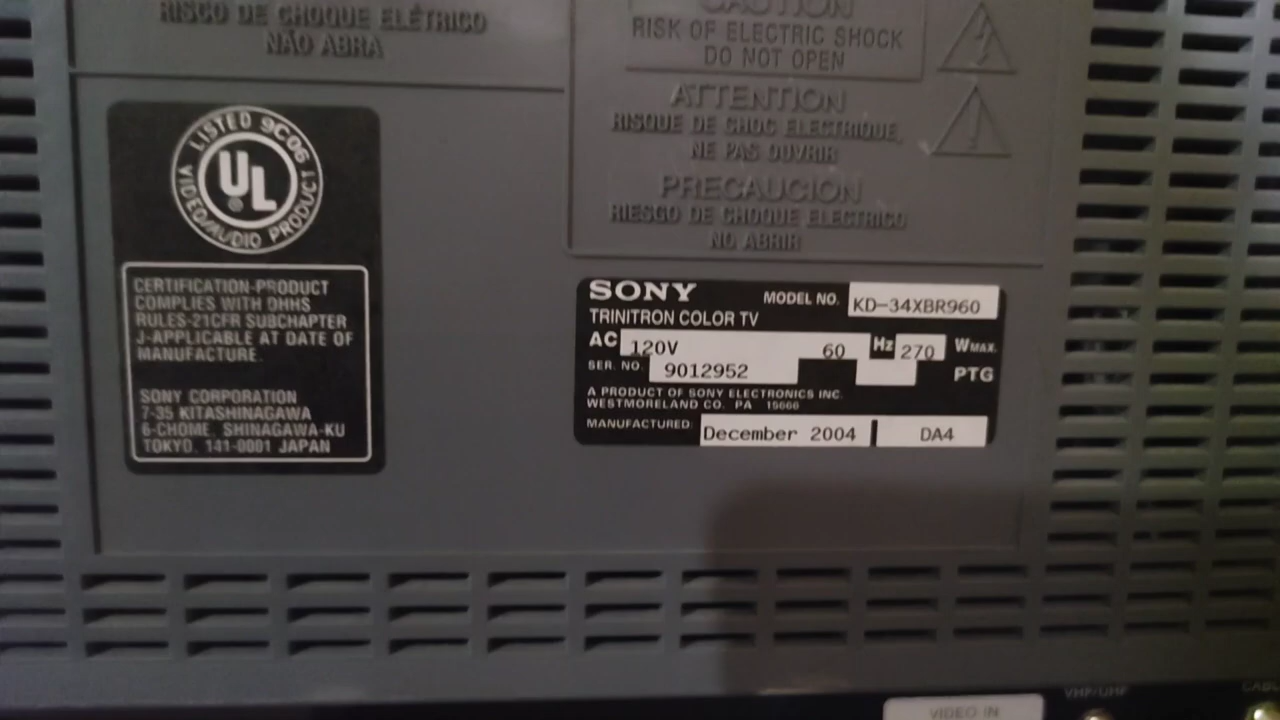 RISCO DE CHOQUE ELÉTRICO
NÃO ABRA
CAUTION
RISK OF ELECTRIC SHOCK
DO NOT OPEN
ATTENTION
RISQUE DE CHOC ELECTRIQUE,
NE PAS OUVRIR
PRECAUCION
RIESGO DE CHOQUE ELECTRICO
NO ABRIR
LISTED 9C06
UL
®
VIDEO/AUDIO PRODUCT
CERTIFICATION-PRODUCT
COMPLIES WITH DHHS
RULES-21CFR SUBCHAPTER
J-APPLICABLE AT DATE OF
MANUFACTURE.
SONY CORPORATION
7-35 KITASHINAGAWA
6-CHOME, SHINAGAWA-KU
TOKYO, 141-0001 JAPAN
SONY MODEL NO. KD-34XBR960
TRINITRON COLOR TV
AC 120V 60 Hz 270 WMAX.
SER. NO. 9012952 PTG
A PRODUCT OF SONY ELECTRONICS INC.
WESTMORELAND CO. PA 15666
MANUFACTURED: December 2004 DA4
VHF/UHF
VIDEO IN